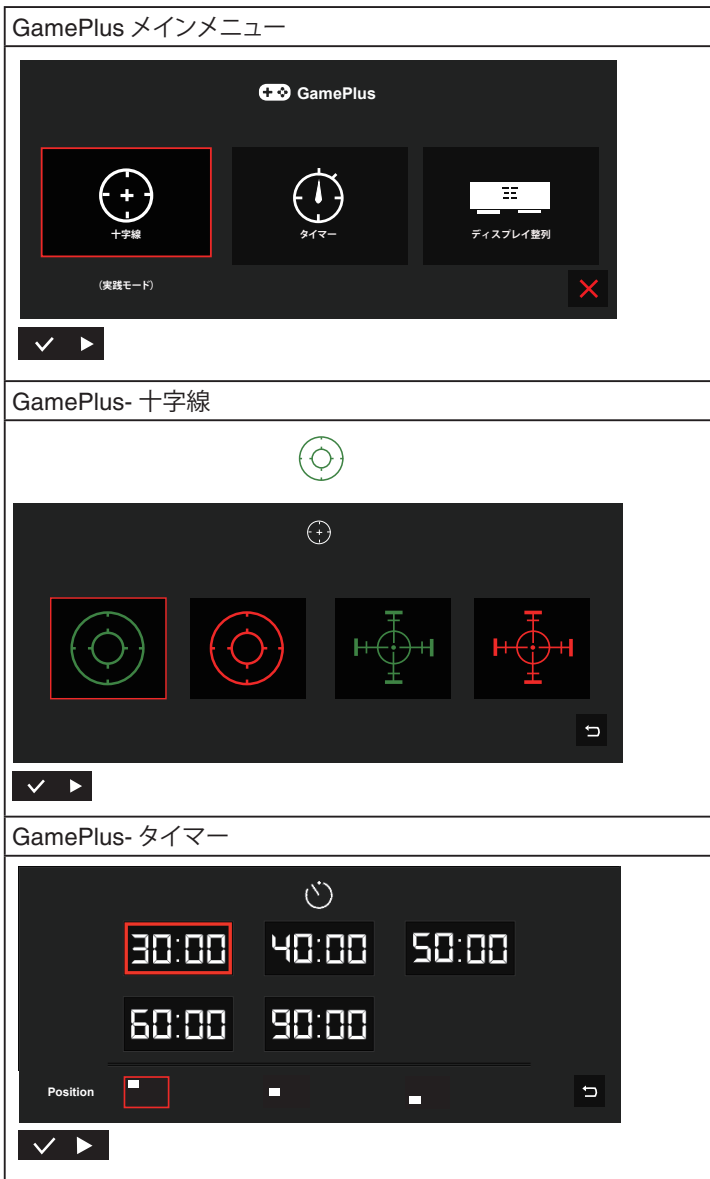 GamePlus メインメニュー
GamePlus
十字線
タイマー
ディスプレイ整列
（実践モード）
GamePlus- 十字線
GamePlus- タイマー
30:00 40:00 50:00
60:00 90:00
Position